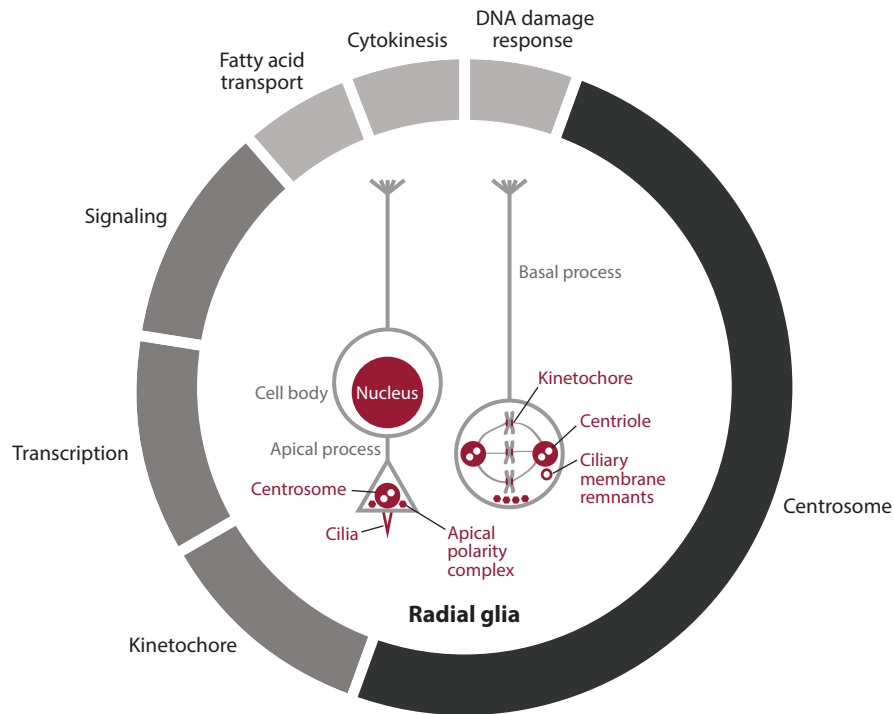 DNA damage
response
Cytokinesis
Fatty acid
transport
Signaling
Transcription
Kinetochore
Centrosome
Basal process
Cell body
Nucleus
Apical process
Centrosome
Cilia
Apical
polarity
complex
Kinetochore
Centriole
Ciliary
membrane
remnants
Radial glia